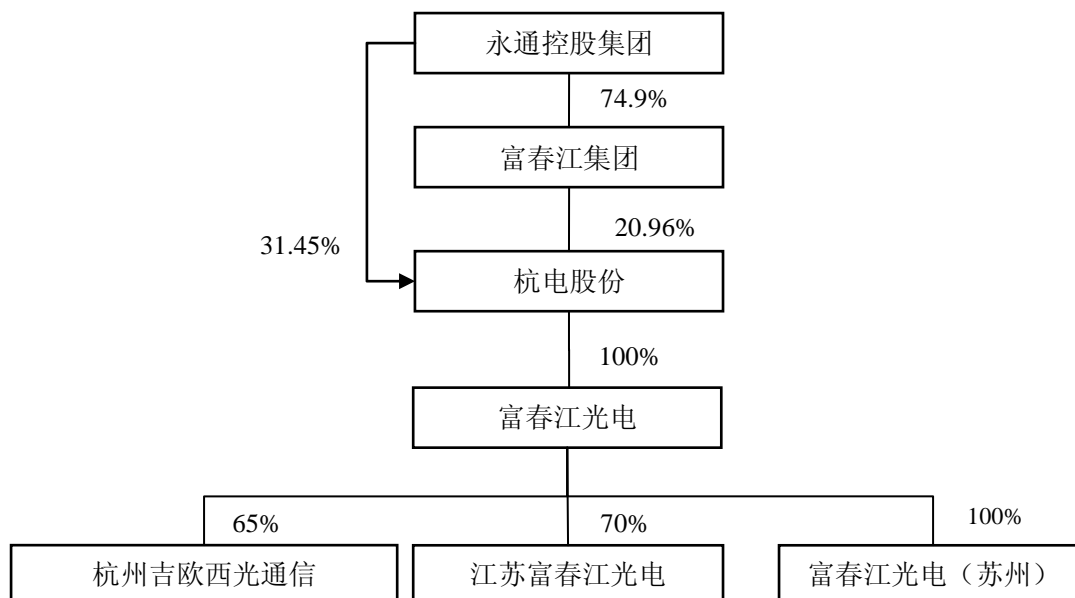 永通控股集团
74.9%
富春江集团
20.96%
31.45%
杭电股份
100%
富春江光电
65%
70%
100%
杭州吉欧西光通信
江苏富春江光电
富春江光电（苏州）